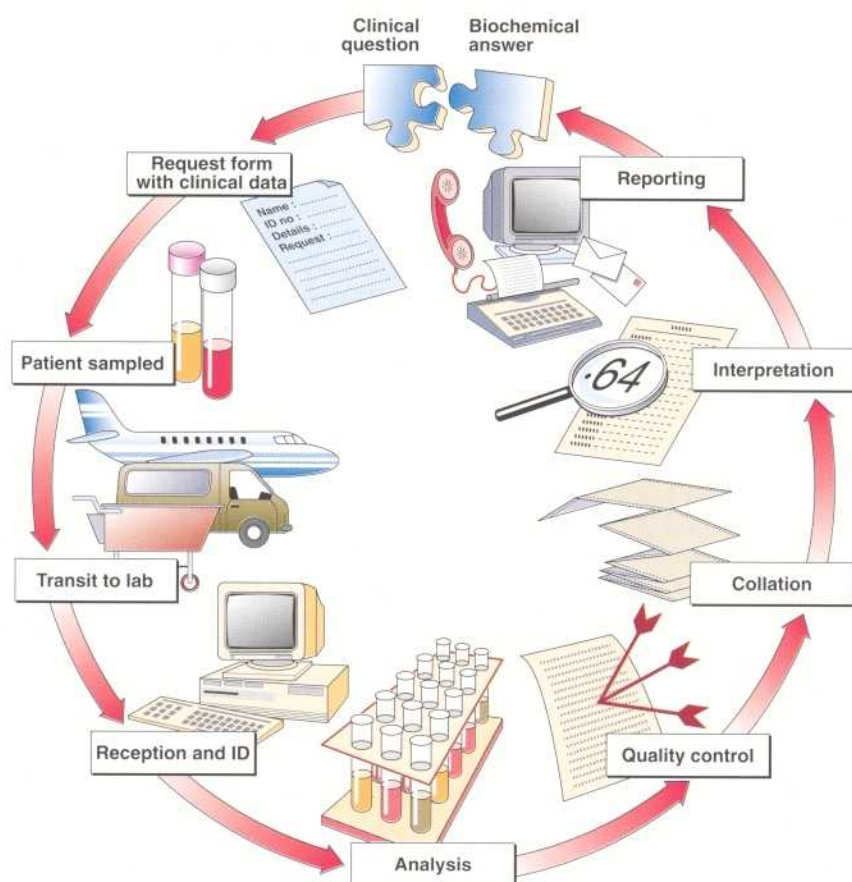 Clinical
question
Biochemical
answer
Request form
with clinical data
Name : ........
ID no : ........
Details : ........
Request : ........
Patient sampled
Transit to lab
Reception and ID
Analysis
Quality control
Collation
Interpretation
·64
Reporting